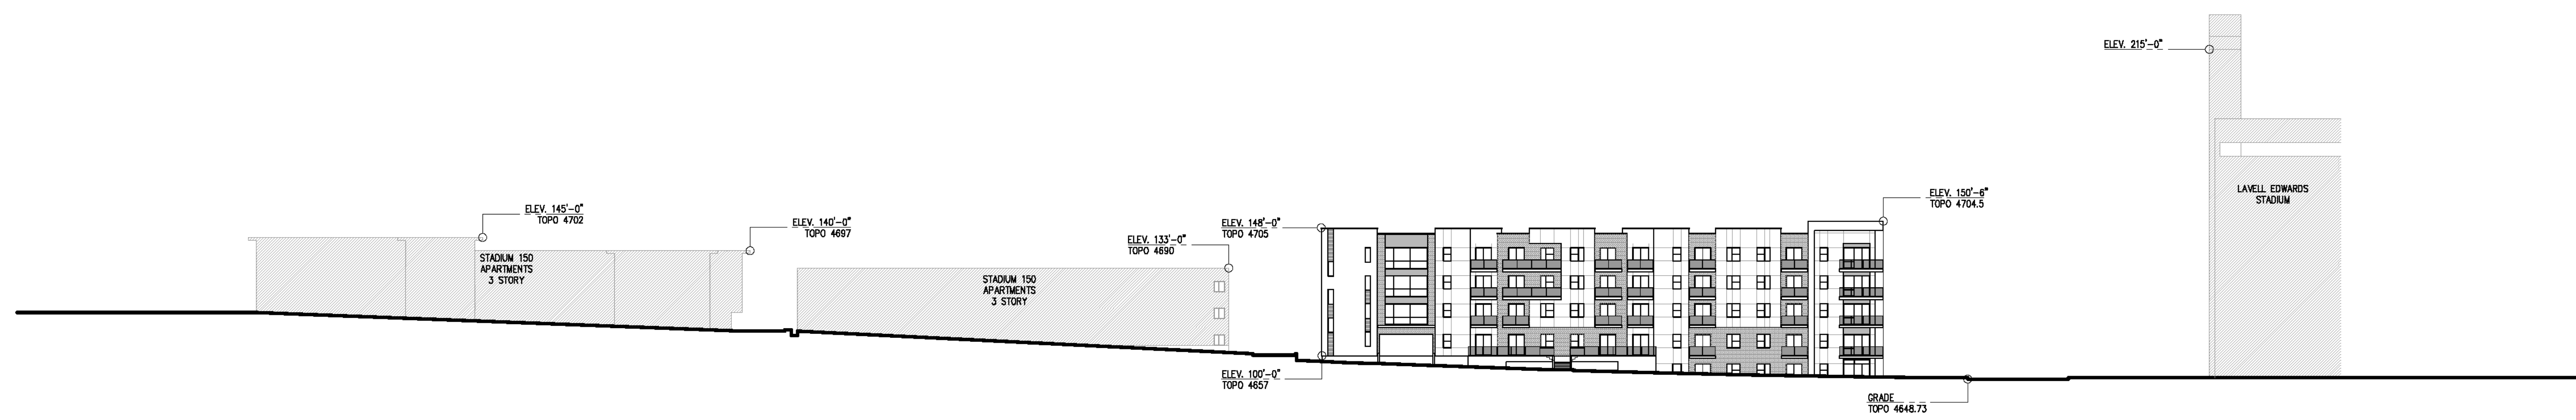 ELEV. 215'-0"
LAVELL EDWARDS
STADIUM
ELEV. 145'-0"
TOPO 4702
ELEV. 140'-0"
TOPO 4697
STADIUM 150
APARTMENTS
3 STORY
ELEV. 133'-0"
TOPO 4690
STADIUM 150
APARTMENTS
3 STORY
ELEV. 148'-0"
TOPO 4705
ELEV. 150'-6"
TOPO 4704.5
ELEV. 100'-0"
TOPO 4657
GRADE
TOPO 4648.73